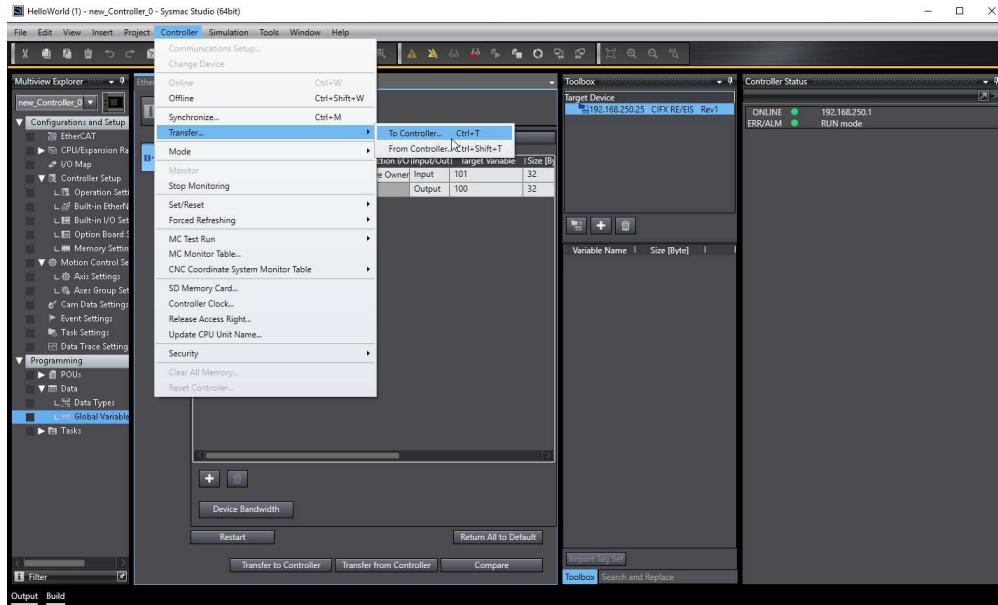 HelloWorld (1) - new_Controller_0 - Sysmac Studio (64bit)
File Edit View Insert Project Controller Simulation Tools Window Help
Multiview Explorer
new_Controller_0
Configurations and Setup
EtherCAT
CPU/Expansion Ra
I/O Map
Controller Setup
Operation Setti
Built-in EtherN
Built-in I/O Set
Option Board S
Memory Settin
Motion Control Se
Axis Settings
Axes Group Set
Cam Data Settings
Event Settings
Task Settings
Data Trace Setting
Programming
POUs
Data
Data Types
Global Variable
Tasks
Filter
Communications Setup...
Change Device
Online Ctrl+W
Offline Ctrl+Shift+W
Synchronize... Ctrl+M
Transfer...
Mode
Monitor
Stop Monitoring
Set/Reset
Forced Refreshing
MC Test Run
MC Monitor Table...
CNC Coordinate System Monitor Table
SD Memory Card...
Controller Clock...
Release Access Right...
Update CPU Unit Name...
Security
Clear All Memory...
Reset Controller...
To Controller... Ctrl+T
From Controller... Ctrl+Shift+T
Ether
ction I/O Input/Out Target Variable Size [By
e Owner Input 101 32
Output 100 32
Device Bandwidth
Restart Return All to Default
Transfer to Controller Transfer from Controller Compare
Toolbox
Target Device
192.168.250.25 CIFX RE/EIS Rev1
Variable Name Size [Byte]
Import Tag Set
Toolbox Search and Replace
Controller Status
ONLINE 192.168.250.1
ERR/ALM RUN mode
Output Build